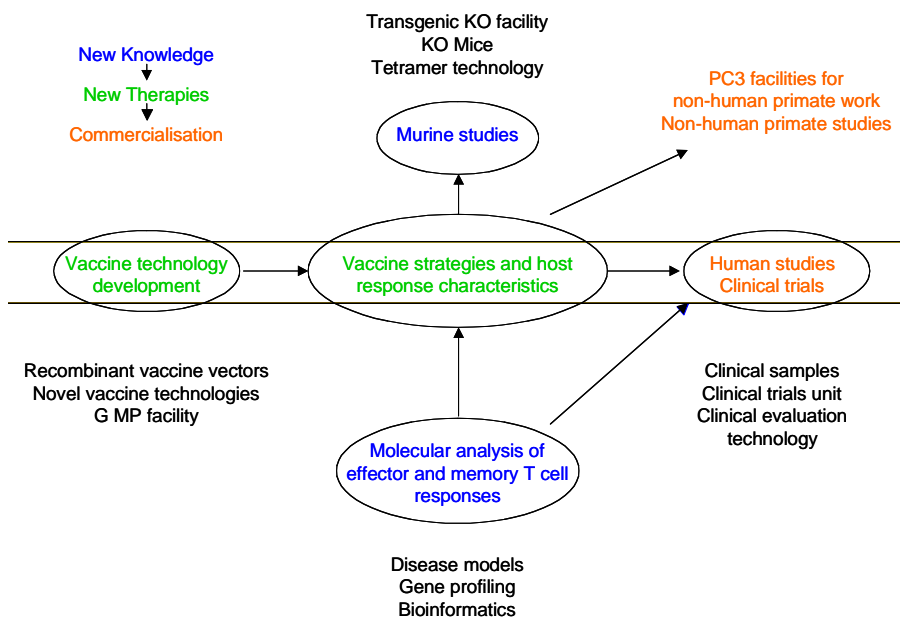 New Knowledge
New Therapies
Commercialisation
Transgenic KO facility
KO Mice
Tetramer technology
Murine studies
PC3 facilities for
non-human primate work
Non-human primate studies
Vaccine technology
development
Vaccine strategies and host
response characteristics
Human studies
Clinical trials
Recombinant vaccine vectors
Novel vaccine technologies
G MP facility
Clinical samples
Clinical trials unit
Clinical evaluation
technology
Molecular analysis of
effector and memory T cell
responses
Disease models
Gene profiling
Bioinformatics